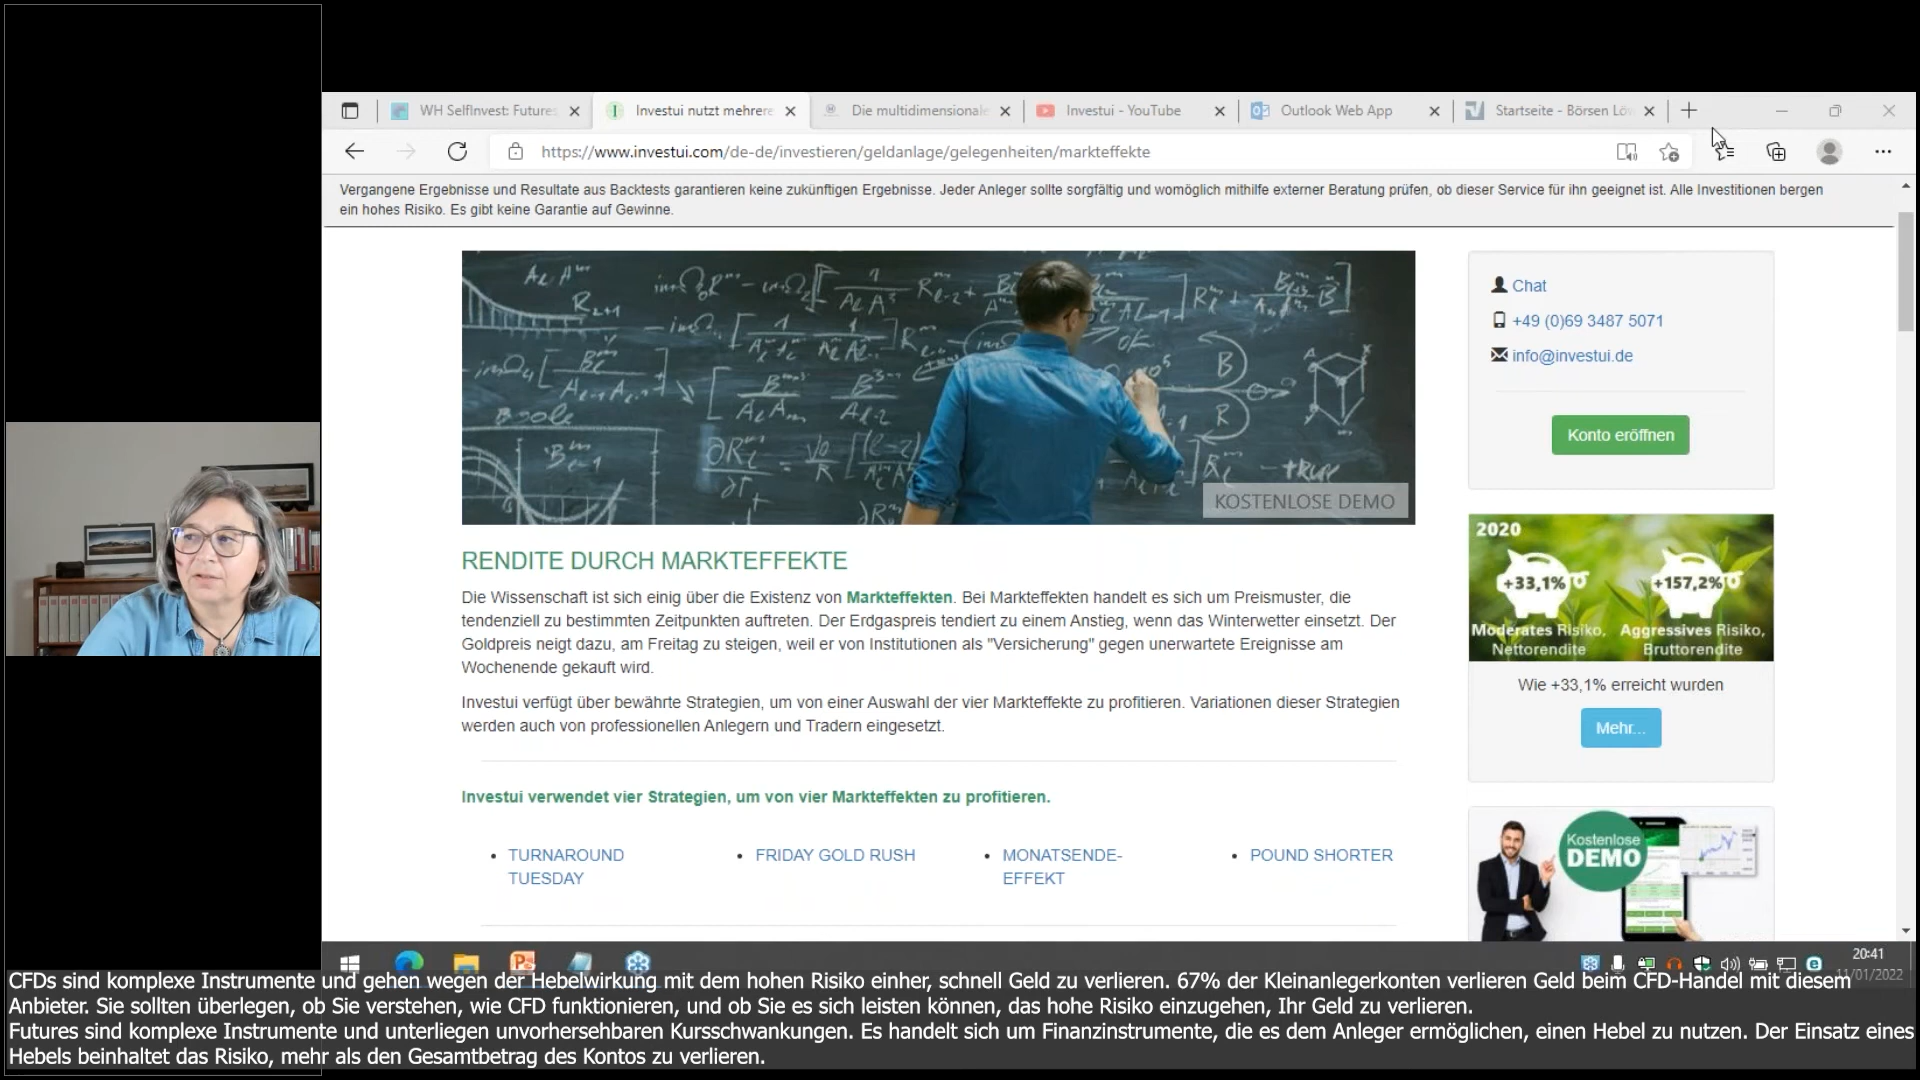 WH SelfInvest: Futures
Investui nutzt mehrere
Die multidimensionale
Investui - YouTube
Outlook Web App
Startseite - Börsen Löw
https://www.investui.com/de-de/investieren/geldanlage/gelegenheiten/markteffekte
Vergangene Ergebnisse und Resultate aus Backtests garantieren keine zukünftigen Ergebnisse. Jeder Anleger sollte sorgfältig und womöglich mithilfe externer Beratung prüfen, ob dieser Service für ihn geeignet ist. Alle Investitionen bergen
ein hohes Risiko. Es gibt keine Garantie auf Gewinne.
KOSTENLOSE DEMO
RENDITE DURCH MARKTEFFEKTE
Die Wissenschaft ist sich einig über die Existenz von Markteffekten. Bei Markteffekten handelt es sich um Preismuster, die
tendenziell zu bestimmten Zeitpunkten auftreten. Der Erdgaspreis tendiert zu einem Anstieg, wenn das Winterwetter einsetzt. Der
Goldpreis neigt dazu, am Freitag zu steigen, weil er von Institutionen als "Versicherung" gegen unerwartete Ereignisse am
Wochenende gekauft wird.
Investui verfügt über bewährte Strategien, um von einer Auswahl der vier Markteffekte zu profitieren. Variationen dieser Strategien
werden auch von professionellen Anlegern und Tradern eingesetzt.
Investui verwendet vier Strategien, um von vier Markteffekten zu profitieren.
TURNAROUND
TUESDAY
FRIDAY GOLD RUSH
MONATSENDE-
EFFEKT
POUND SHORTER
Chat
+49 (0)69 3487 5071
info@investui.de
Konto eröffnen
2020
+33,1%
+157,2%
Moderates Risiko,
Nettorendite
Aggressives Risiko,
Bruttorendite
Wie +33,1% erreicht wurden
Mehr...
Kostenlose
DEMO
20:41
11/01/2022
CFDs sind komplexe Instrumente und gehen wegen der Hebelwirkung mit dem hohen Risiko einher, schnell Geld zu verlieren. 67% der Kleinanlegerkonten verlieren Geld beim CFD-Handel mit diesem
Anbieter. Sie sollten überlegen, ob Sie verstehen, wie CFD funktionieren, und ob Sie es sich leisten können, das hohe Risiko einzugehen, Ihr Geld zu verlieren.
Futures sind komplexe Instrumente und unterliegen unvorhersehbaren Kursschwankungen. Es handelt sich um Finanzinstrumente, die es dem Anleger ermöglichen, einen Hebel zu nutzen. Der Einsatz eines
Hebels beinhaltet das Risiko, mehr als den Gesamtbetrag des Kontos zu verlieren.